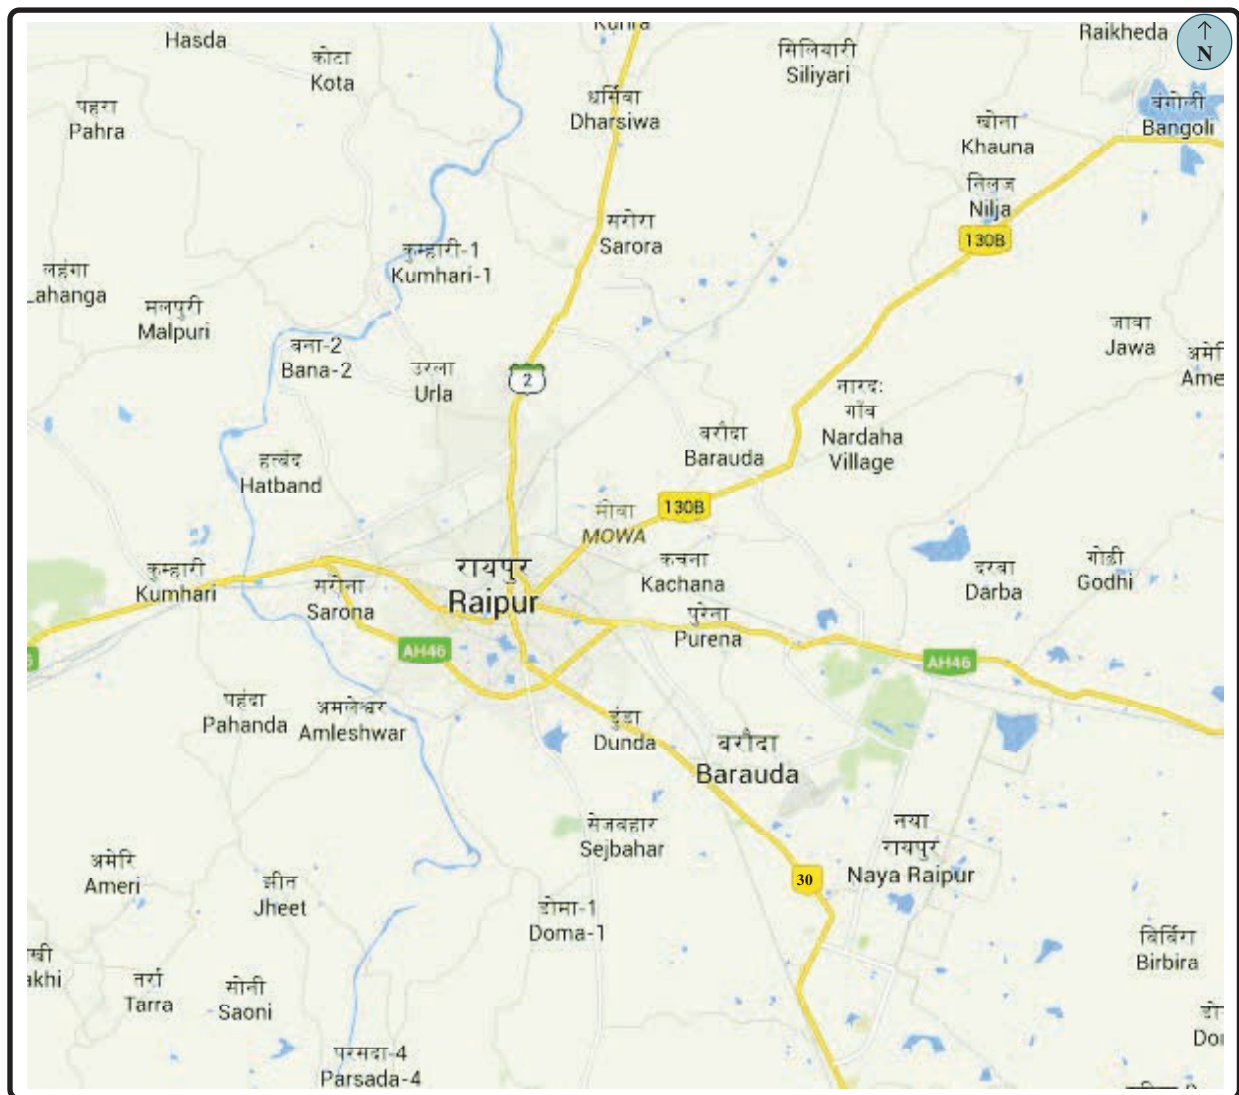 Hasda
कोटा
Kota
सिलियारी
Siliyari
Raikheda
↑
N
पहरा
Pahra
धर्सिवा
Dharsiwa
खौना
Khauna
बंगोली
Bangoli
निलज
Nilja
130B
सरोरा
Sarora
कुम्हारी-1
Kumhari-1
लहंगा
Lahanga
मलपुरी
Malpuri
बना-2
Bana-2
उरला
Urla
2
जावा
Jawa
अमेरि
Ame
नारदः
गाँव
Nardaha
Village
बरौदा
Barauda
हत्बंद
Hatband
130B
मोवा
MOWA
कुम्हारी
Kumhari
सरोना
Sarona
रायपुर
Raipur
कचना
Kachana
पुरेना
Purena
दरबा
Darba
गोढ़ी
Godhi
AH46
AH46
पहंदा
Pahanda
अमलेश्वर
Amleshwar
डुंडा
Dunda
बरौदा
Barauda
सेजबहार
Sejbahar
नया
रायपुर
Naya Raipur
30
अमेरि
Ameri
झीत
Jheet
डोमा-1
Doma-1
बिर्बिरा
Birbira
खी
akhi
तर्रा
Tarra
सोनी
Saoni
परसदा-4
Parsada-4